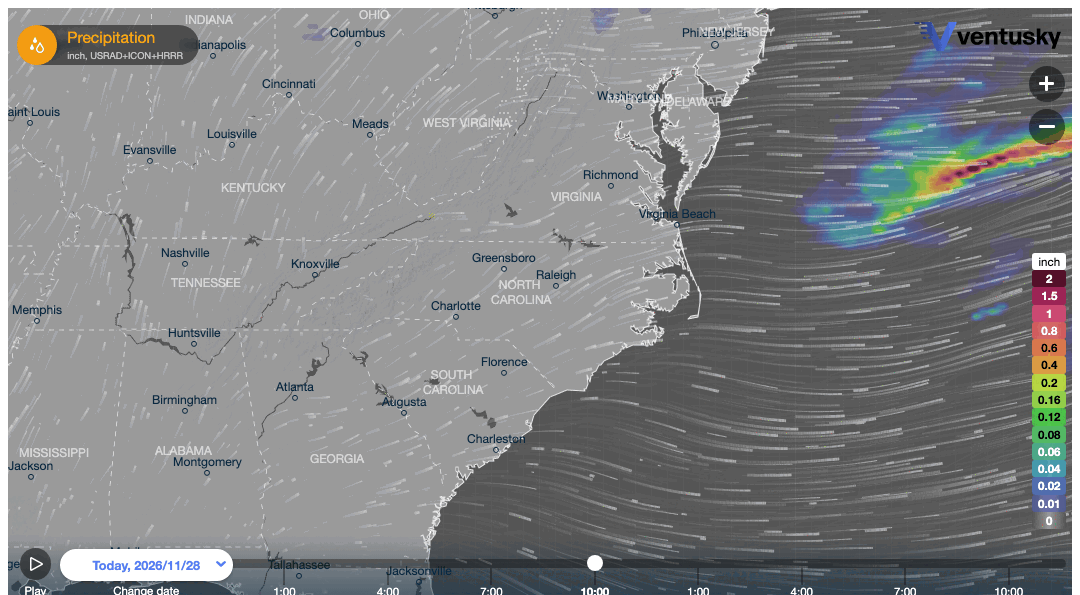 Precipitation
inch, USRAD+ICON+HRRR
INDIANA
OHIO
Columbus
Philadelphia
NEW JERSEY
ventusky
Cincinnati
Washington
DELAWARE
aint Louis
Louisville
Meads
WEST VIRGINIA
Evansville
KENTUCKY
Richmond
VIRGINIA
Virginia Beach
Nashville
Knoxville
Greensboro
Raleigh
TENNESSEE
NORTH
CAROLINA
Memphis
Charlotte
Huntsville
Florence
Atlanta
SOUTH
CAROLINA
Birmingham
Augusta
Charleston
MISSISSIPPI
ALABAMA
Jackson
Montgomery
GEORGIA
inch
2
1.5
1
0.8
0.6
0.4
0.2
0.16
0.12
0.08
0.06
0.04
0.02
0.01
0
Today, 2026/11/28
Tallahassee
Jacksonville
Play
Change date
1:00
4:00
7:00
10:00
1:00
4:00
7:00
10:00